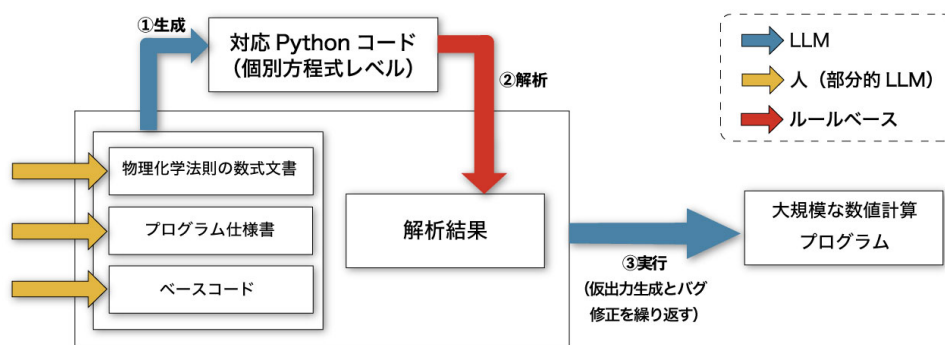 ①生成
対応 Python コード
（個別方程式レベル）
②解析
LLM
人（部分的 LLM）
ルールベース
物理化学法則の数式文書
プログラム仕様書
ベースコード
解析結果
③実行
（仮出力生成とバグ
修正を繰り返す）
大規模な数値計算
プログラム